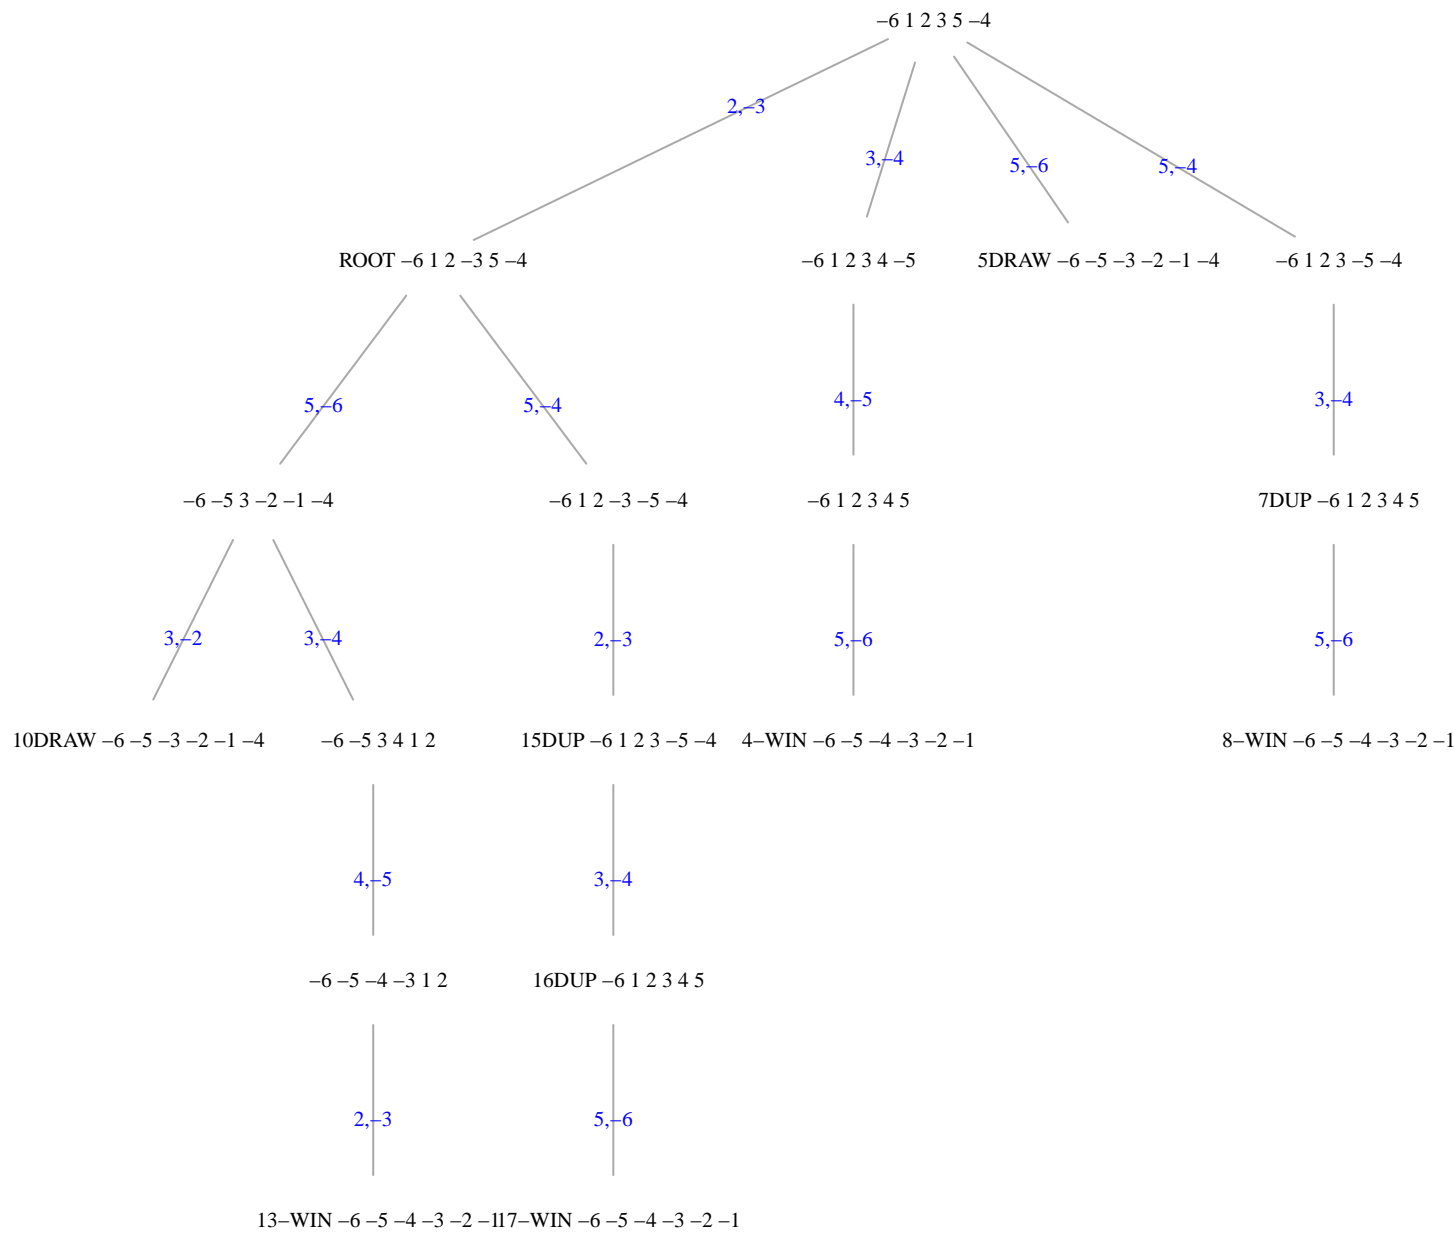 –6 1 2 3 5 –4
2,–3
3,–4
5,–6
5,–4
ROOT –6 1 2 –3 5 –4
–6 1 2 3 4 –5
5DRAW –6 –5 –3 –2 –1 –4
–6 1 2 3 –5 –4
5,–6
5,–4
4,–5
3,–4
–6 –5 3 –2 –1 –4
–6 1 2 –3 –5 –4
–6 1 2 3 4 5
7DUP –6 1 2 3 4 5
3,–2
3,–4
2,–3
5,–6
5,–6
10DRAW –6 –5 –3 –2 –1 –4
–6 –5 3 4 1 2
15DUP –6 1 2 3 –5 –4
4–WIN –6 –5 –4 –3 –2 –1
8–WIN –6 –5 –4 –3 –2 –1
4,–5
3,–4
–6 –5 –4 –3 1 2
16DUP –6 1 2 3 4 5
2,–3
5,–6
13–WIN –6 –5 –4 –3 –2 –1
17–WIN –6 –5 –4 –3 –2 –1